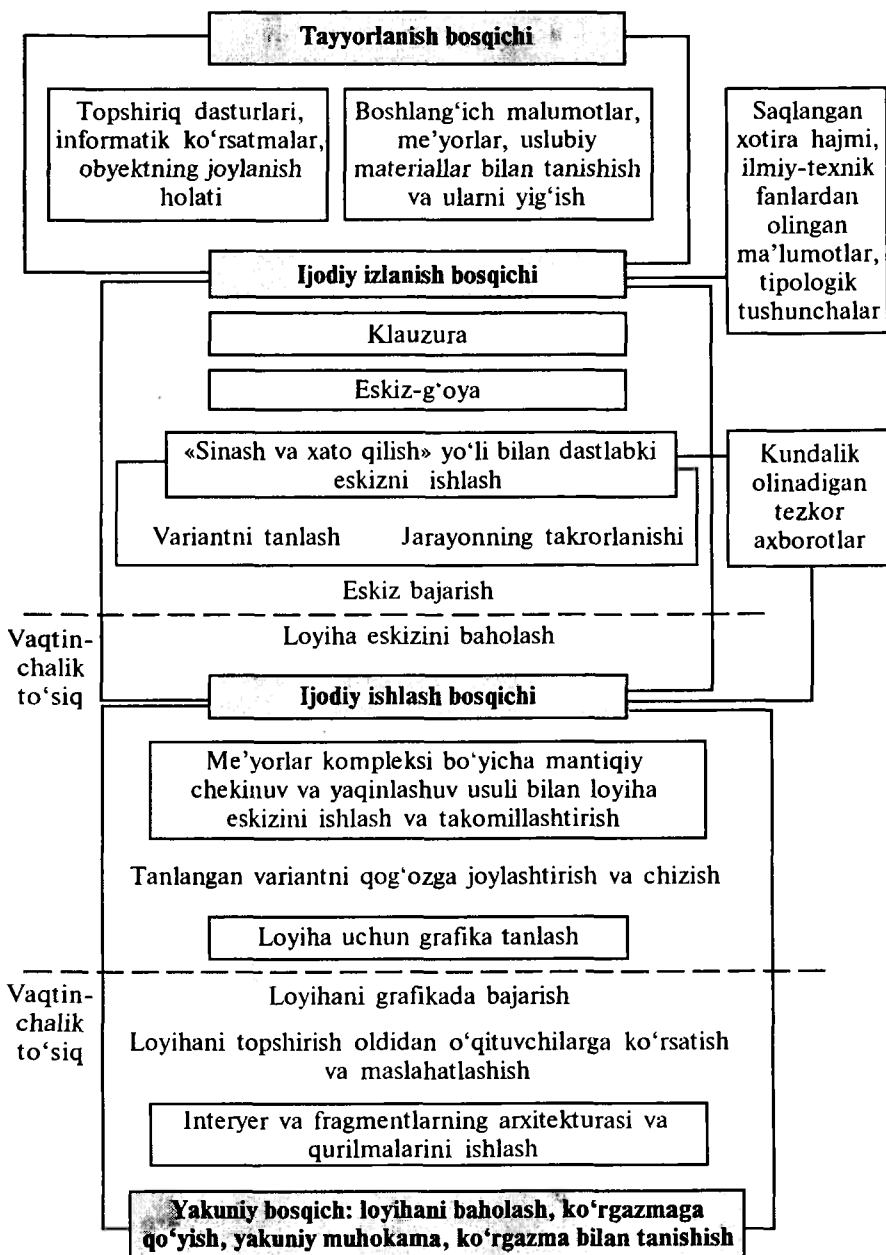 Tayyorlanish bosqichi
Topshiriq dasturlari,
informatik ko‘rsatmalar,
obyektning joylanish
holati
Boshlang‘ich malumotlar,
me’yorlar, uslubiy
materiallar bilan tanishish
va ularni yig‘ish
Saqlangan
xotira hajmi,
ilmiy-texnik
fanlardan
olingan
ma’lumotlar,
tipologik
tushunchalar
Ijodiy izlanish bosqichi
Klauzura
Eskiz-g‘oya
«Sinash va xato qilish» yo‘li bilan dastlabki
eskizni ishlash
Kundalik
olinadigan
tezkor
axborotlar
Variantni tanlash
Jarayonning takrorlanishi
Eskiz bajarish
Vaqtin-
chalik
to‘siq
Loyiha eskizini baholash
Ijodiy ishlash bosqichi
Me’yorlar kompleksi bo‘yicha mantiqiy
chekinuv va yaqinlashuv usuli bilan loyiha
eskizini ishlash va takomillashtirish
Tanlangan variantni qog‘ozga joylashtirish va chizish
Loyiha uchun grafika tanlash
Vaqtin-
chalik
to‘siq
Loyihani grafikada bajarish
Loyihani topshirish oldidan o‘qituvchilarga ko‘rsatish
va maslahatlashish
Interyer va fragmentlarning arxitekturasi va
qurilmalarini ishlash
Yakuniy bosqich: loyihani baholash, ko‘rgazmaga
qo‘yish, yakuniy muhokama, ko‘rgazma bilan tanishish